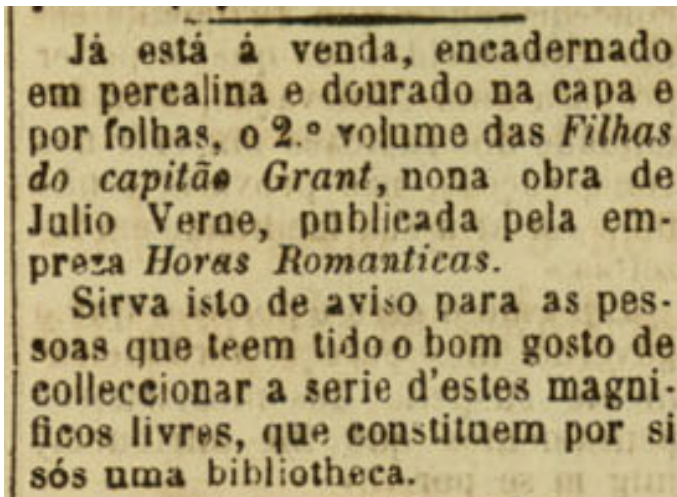 Já está á venda, encadernado
em percalina e dourado na capa e
por folhas, o 2.º volume das Filhas
do capitão Grant, nona obra de
Julio Verne, publicada pela em-
preza Horas Romanticas.
Sirva isto de aviso para as pes-
soas que teem tido o bom gosto de
colleccionar a serie d'estes magni-
ficos livres, que constituem por si
sós uma bibliotheca.